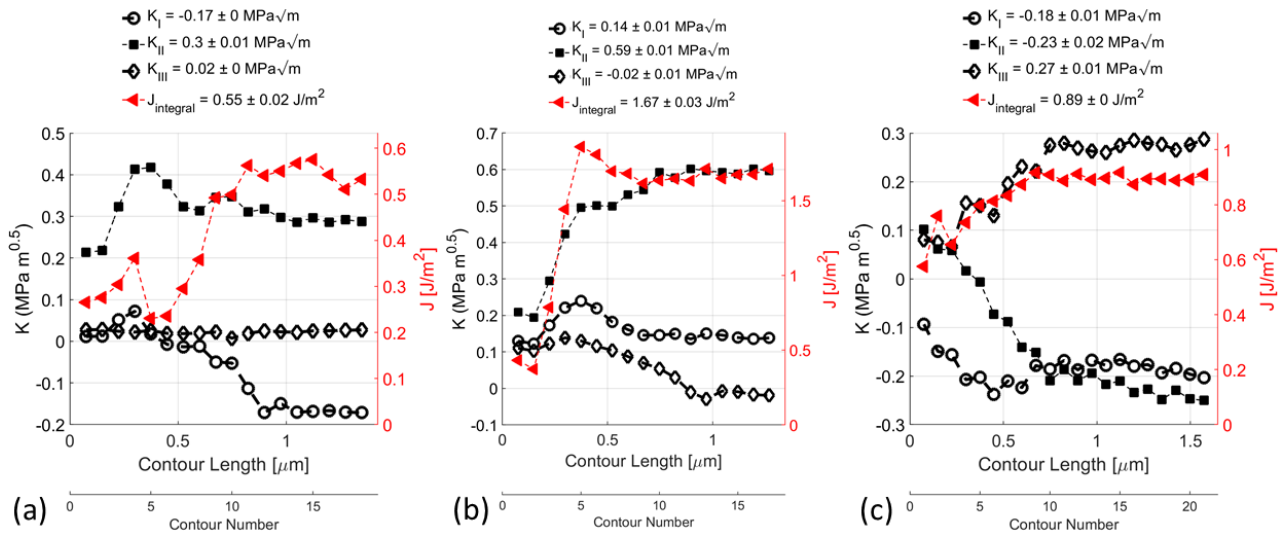 K_I = -0.17 ± 0 MPa√m
K_II = 0.3 ± 0.01 MPa√m
K_III = 0.02 ± 0 MPa√m
J_integral = 0.55 ± 0.02 J/m²
0.5
0.4
0.3
0.2
0.1
0
-0.1
-0.2
K (MPa m^0.5)
0.6
0.5
0.4
0.3
0.2
0.1
0
J [J/m²]
0 0.5 1
Contour Length [μm]
(a)
0 5 10 15
Contour Number
K_I = 0.14 ± 0.01 MPa√m
K_II = 0.59 ± 0.01 MPa√m
K_III = -0.02 ± 0.01 MPa√m
J_integral = 1.67 ± 0.03 J/m²
0.7
0.6
0.5
0.4
0.3
0.2
0.1
0
-0.1
K (MPa m^0.5)
1.5
1
0.5
0
J [J/m²]
0 0.5 1
Contour Length [μm]
(b)
0 5 10 15
Contour Number
K_I = -0.18 ± 0.01 MPa√m
K_II = -0.23 ± 0.02 MPa√m
K_III = 0.27 ± 0.01 MPa√m
J_integral = 0.89 ± 0 J/m²
0.3
0.2
0.1
0
-0.1
-0.2
-0.3
K (MPa m^0.5)
1
0.8
0.6
0.4
0.2
0
J [J/m²]
0 0.5 1 1.5
Contour Length [μm]
(c)
0 5 10 15 20
Contour Number